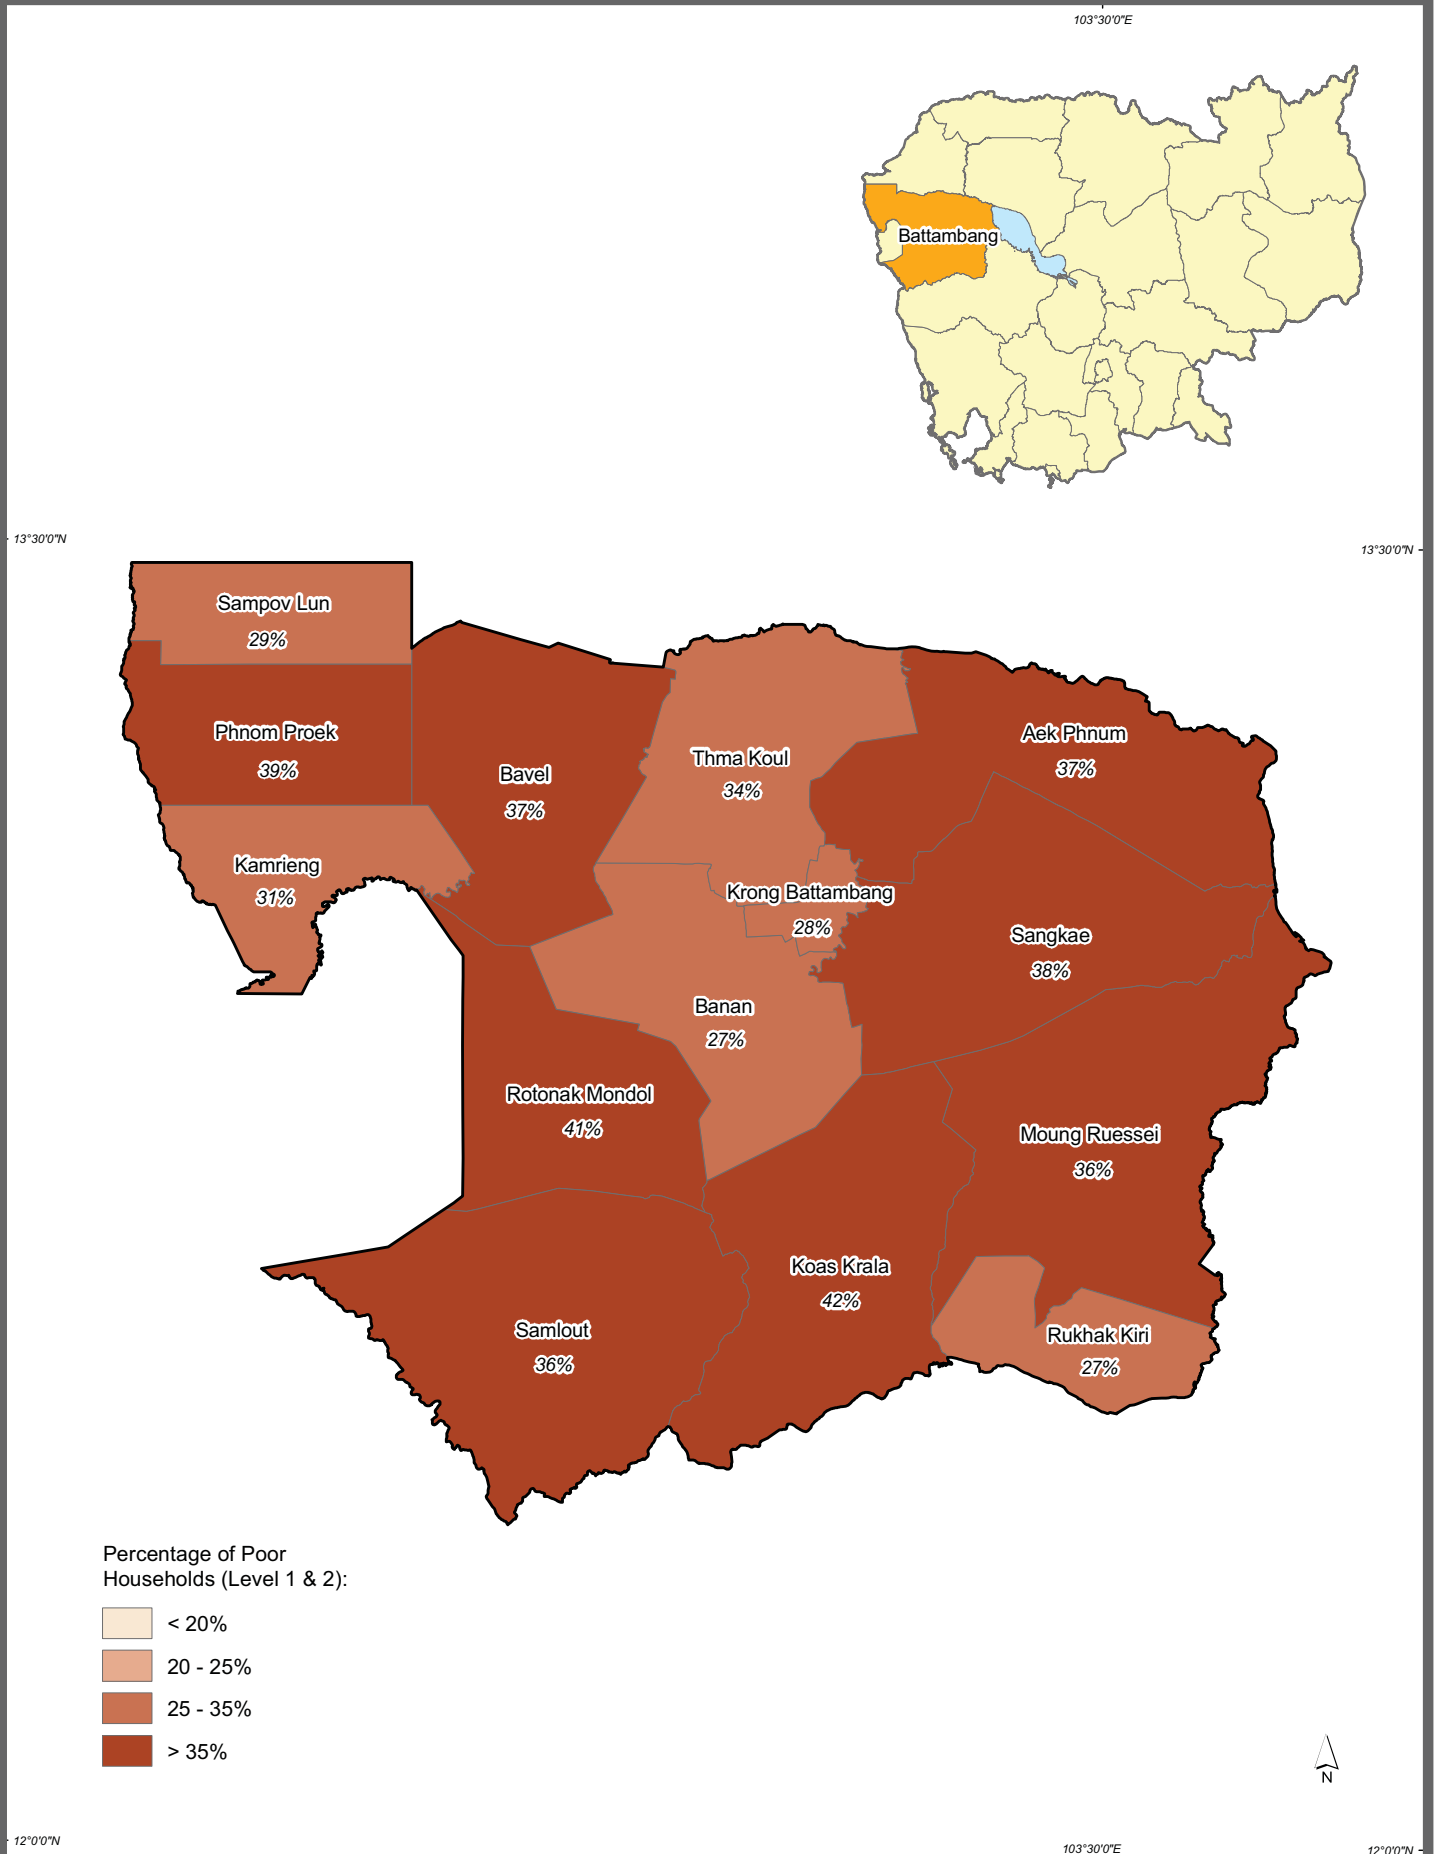 103°30'0"E
Battambang
13°30'0"N
13°30'0"N
Sampov Lun
29%
Phnom Proek
39%
Bavel
37%
Thma Koul
34%
Aek Phnum
37%
Kamrieng
31%
Krong Battambang
28%
Sangkae
38%
Banan
27%
Rotonak Mondol
41%
Moung Ruessei
36%
Koas Krala
42%
Samlout
36%
Rukhak Kiri
27%
Percentage of Poor
Households (Level 1 & 2):
< 20%
20 - 25%
25 - 35%
> 35%
N
12°0'0"N
103°30'0"E
12°0'0"N